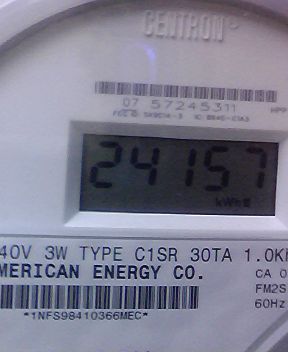 CENTRON®
07 57245311
24157
kWh
40V 3W TYPE C1SR 30TA 1.0K
MERICAN ENERGY CO.
CA 0
FM2S
60Hz
*1NFS98410366MEC*